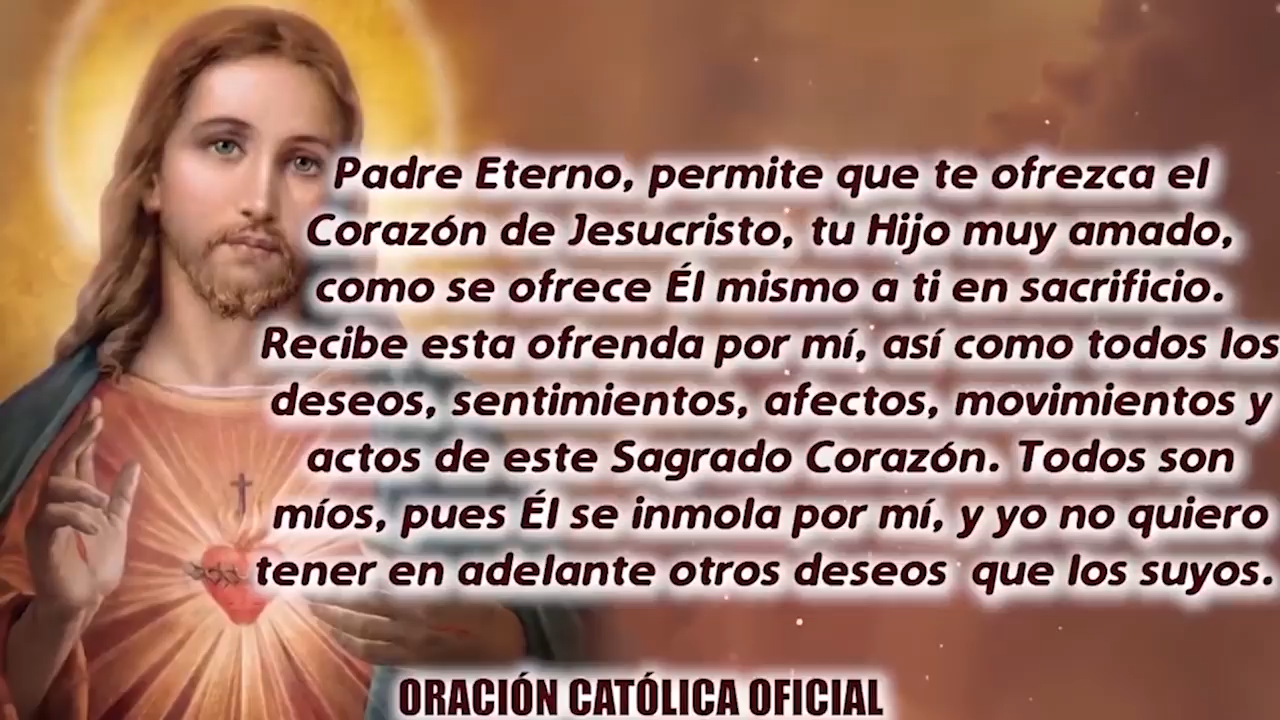 Padre Eterno, permite que te ofrezca el
Corazón de Jesucristo, tu Hijo muy amado,
como se ofrece Él mismo a ti en sacrificio.
Recibe esta ofrenda por mí, así como todos los
deseos, sentimientos, afectos, movimientos y
actos de este Sagrado Corazón. Todos son
míos, pues Él se inmola por mí, y yo no quiero
tener en adelante otros deseos  que los suyos.
ORACIÓN CATÓLICA OFICIAL